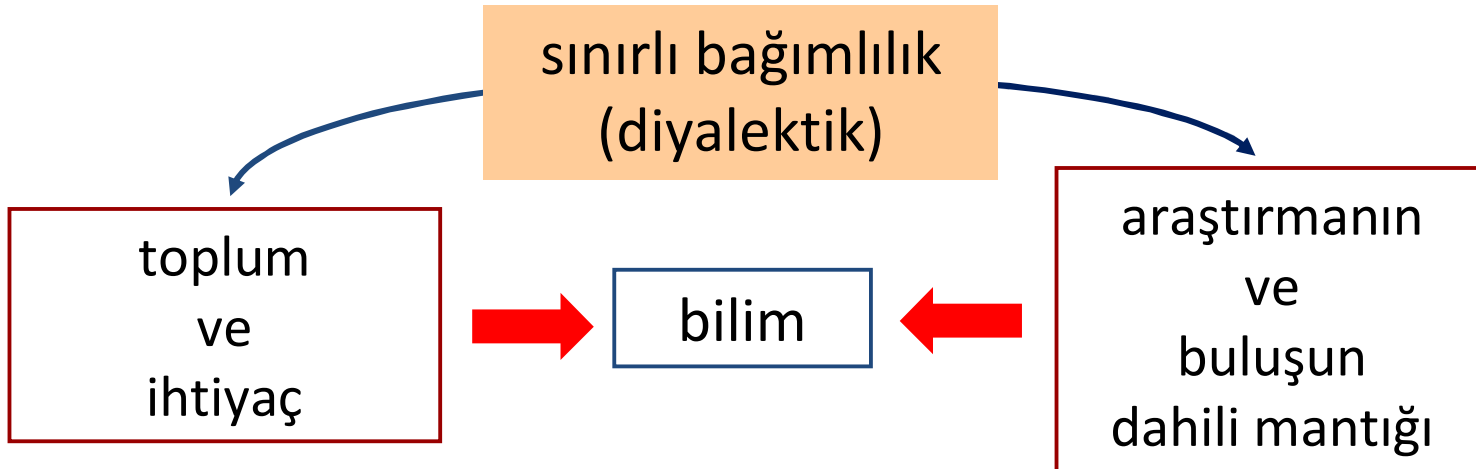 sınırlı bağımlılık
(diyalektik)
toplum
ve
ihtiyaç
bilim
araştırmanın
ve
buluşun
dahili mantığı